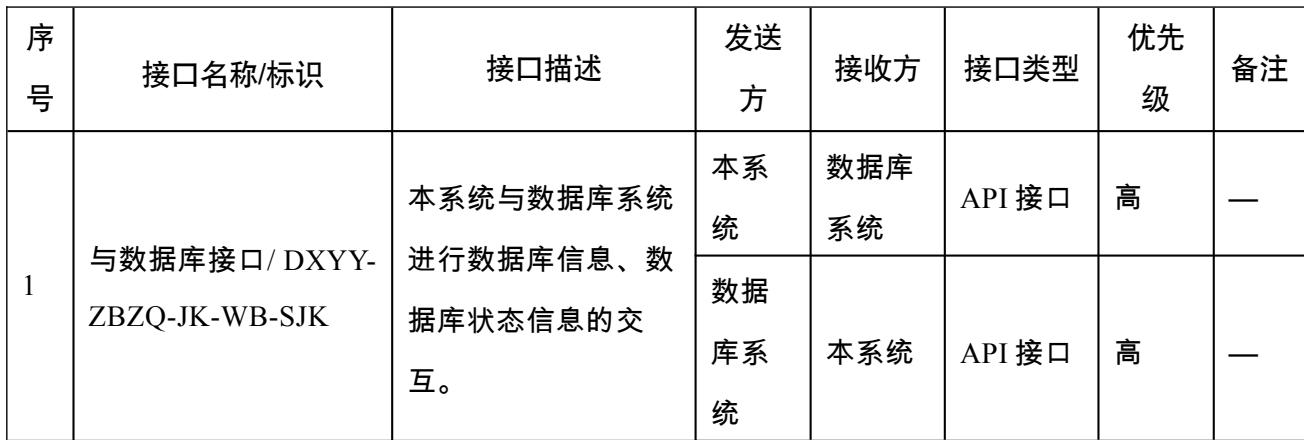 序号 接口名称/标识 接口描述 发送方 接收方 接口类型 优先级 备注
1
与数据库接口/ DXYY-
ZBZQ-JK-WB-SJK
本系统与数据库系统
进行数据库信息、数
据库状态信息的交
互。
本系
统
数据库
系统
API 接口
高
—
数据
库系
统
本系统
API 接口
高
—